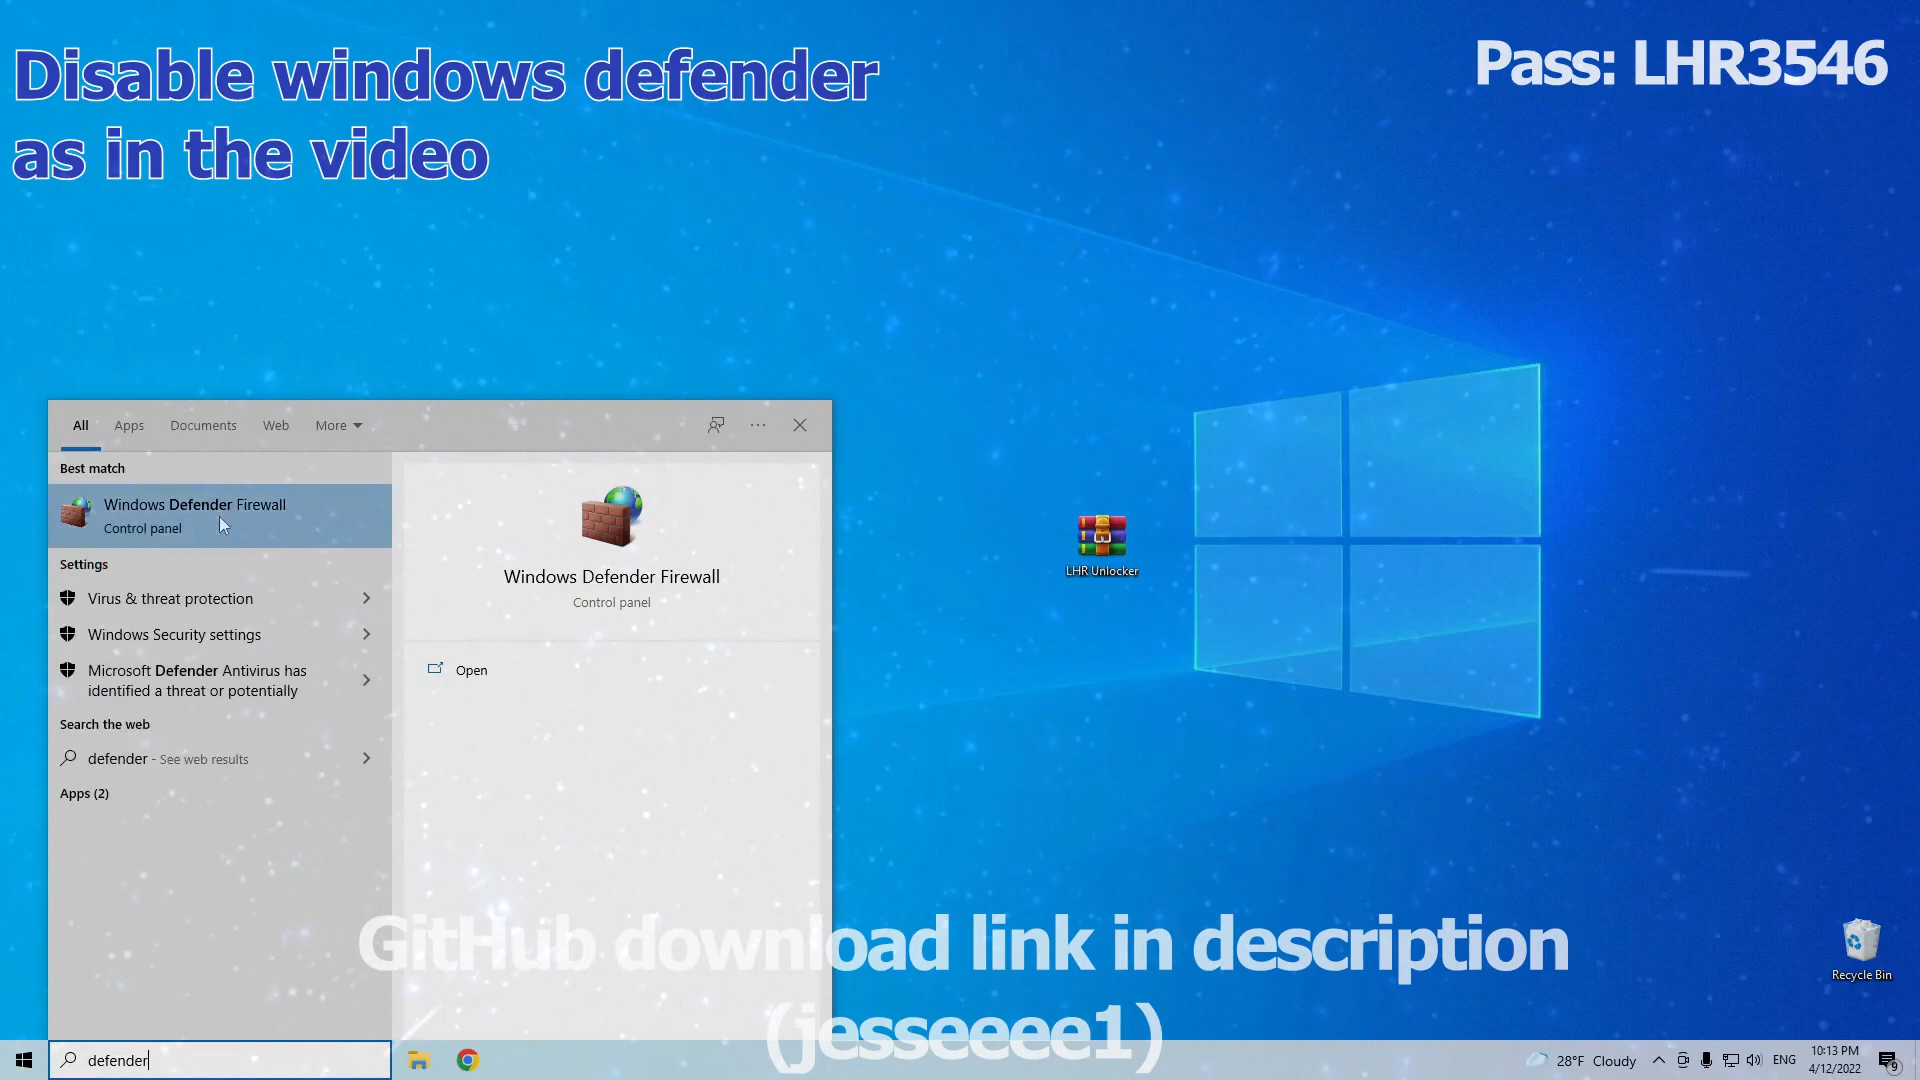 Disable windows defender
as in the video
Pass: LHR3546
All Apps Documents Web More
Best match
Windows Defender Firewall
Control panel
Settings
Virus & threat protection
Windows Security settings
Microsoft Defender Antivirus has
identified a threat or potentially
Search the web
defender - See web results
Apps (2)
Windows Defender Firewall
Control panel
Open
LHR Unlocker
Recycle Bin
GitHub download link in description
(jesseeee1)
defender
28°F Cloudy
ENG
10:13 PM
4/12/2022
9